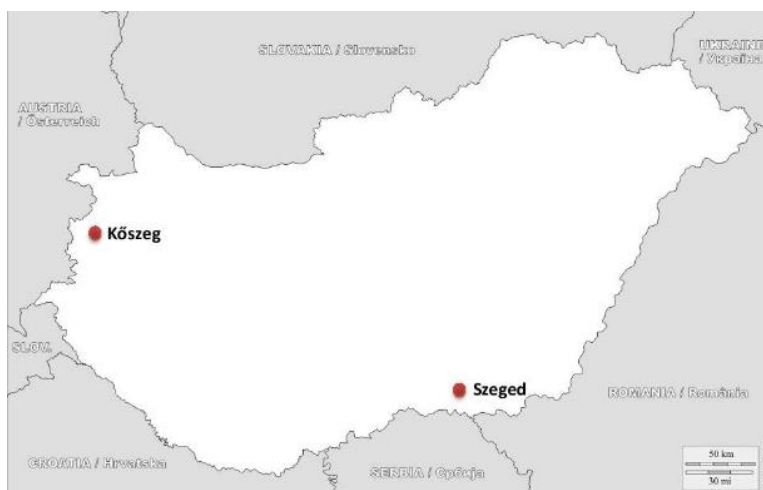 SLOVAKIA / Slovensko
UKRAINE
/ Україна
AUSTRIA
/ Österreich
Kőszeg
SLOV.
Szeged
ROMANIA / România
CROATIA / Hrvatska
SERBIA / Србија
50 km
30 mi